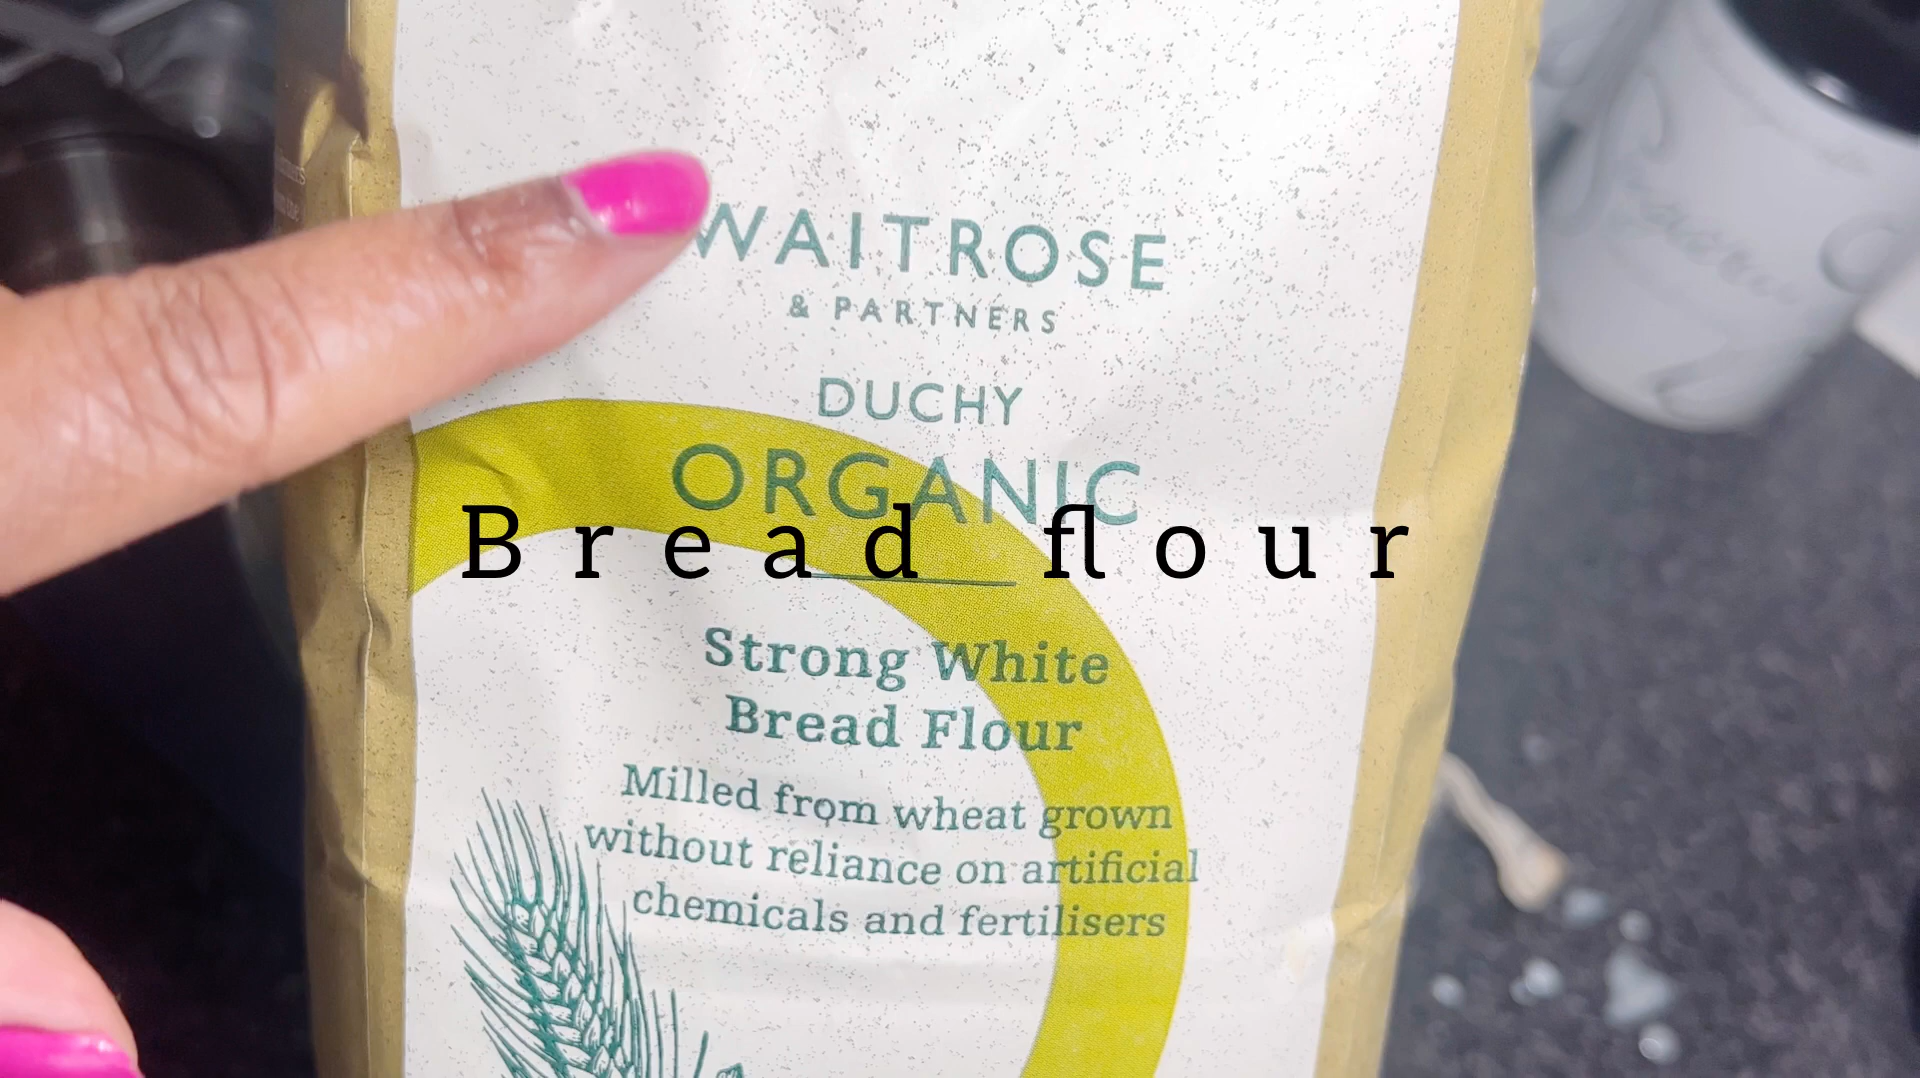 WAITROSE
& PARTNERS
DUCHY
ORGANIC
Bread flour
Strong White
Bread Flour
Milled from wheat grown
without reliance on artificial
chemicals and fertilisers